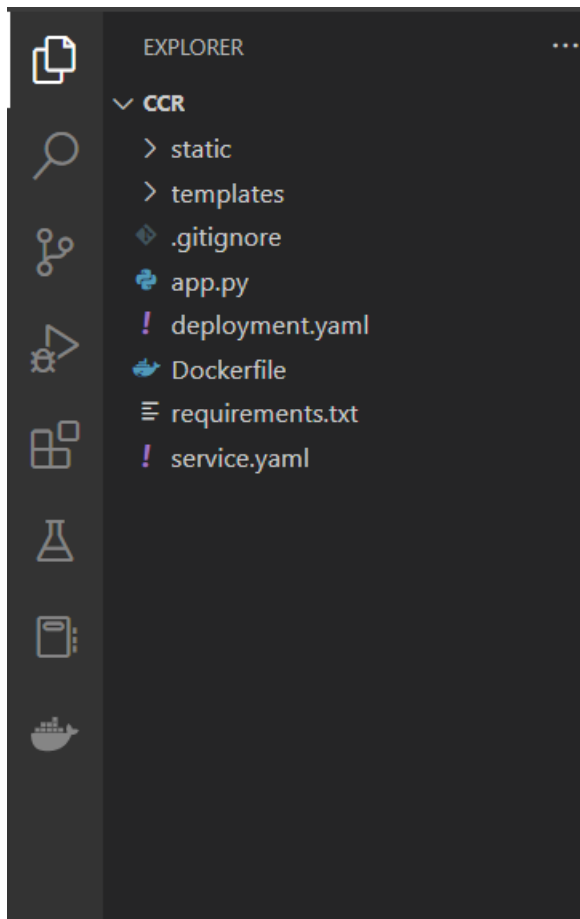 EXPLORER ...
CCR
static
templates
.gitignore
app.py
deployment.yaml
Dockerfile
requirements.txt
service.yaml